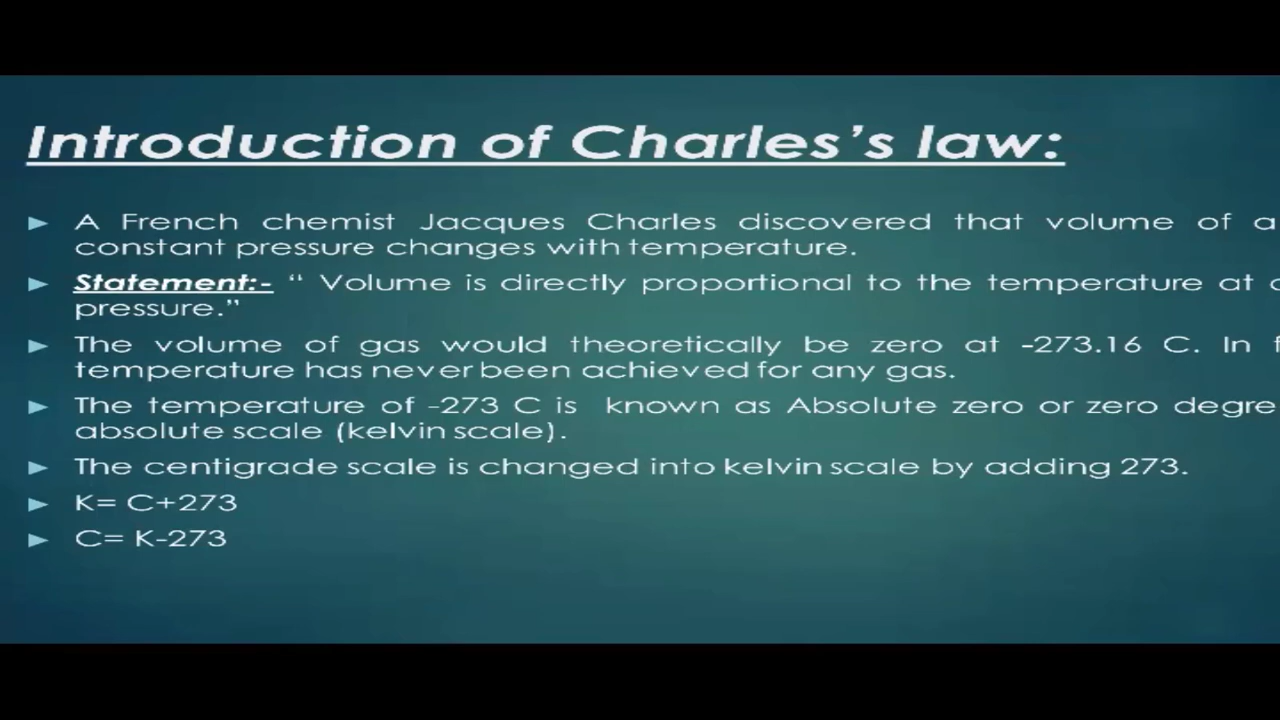 Introduction of Charles's law:
► A French chemist Jacques Charles discovered that volume of a
constant pressure changes with temperature.
► Statement:- “ Volume is directly proportional to the temperature at
pressure.”
► The volume of gas would theoretically be zero at -273.16 C. In
temperature has never been achieved for any gas.
► The temperature of -273 C is known as Absolute zero or zero
absolute scale (kelvin scale).
► The centigrade scale is changed into kelvin scale by adding 273.
► K= C+273
► C= K-273